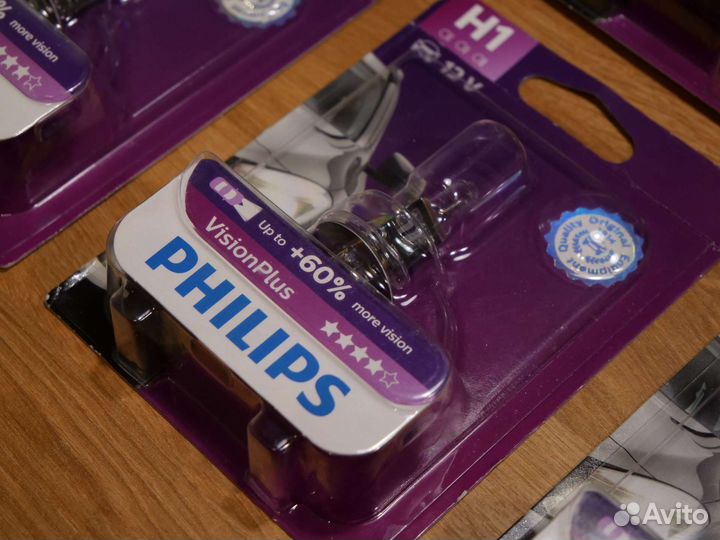 % more vision
H1
12 V
Up to +60% more vision
VisionPlus
PHILIPS
Quality Original
Equipment
Avito